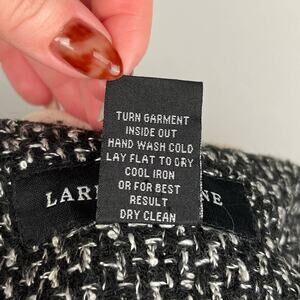 TURN GARMENT
INSIDE OUT
HAND WASH COLD
LAY FLAT TO DRY
COOL IRON
OR FOR BEST
RESULT
DRY CLEAN